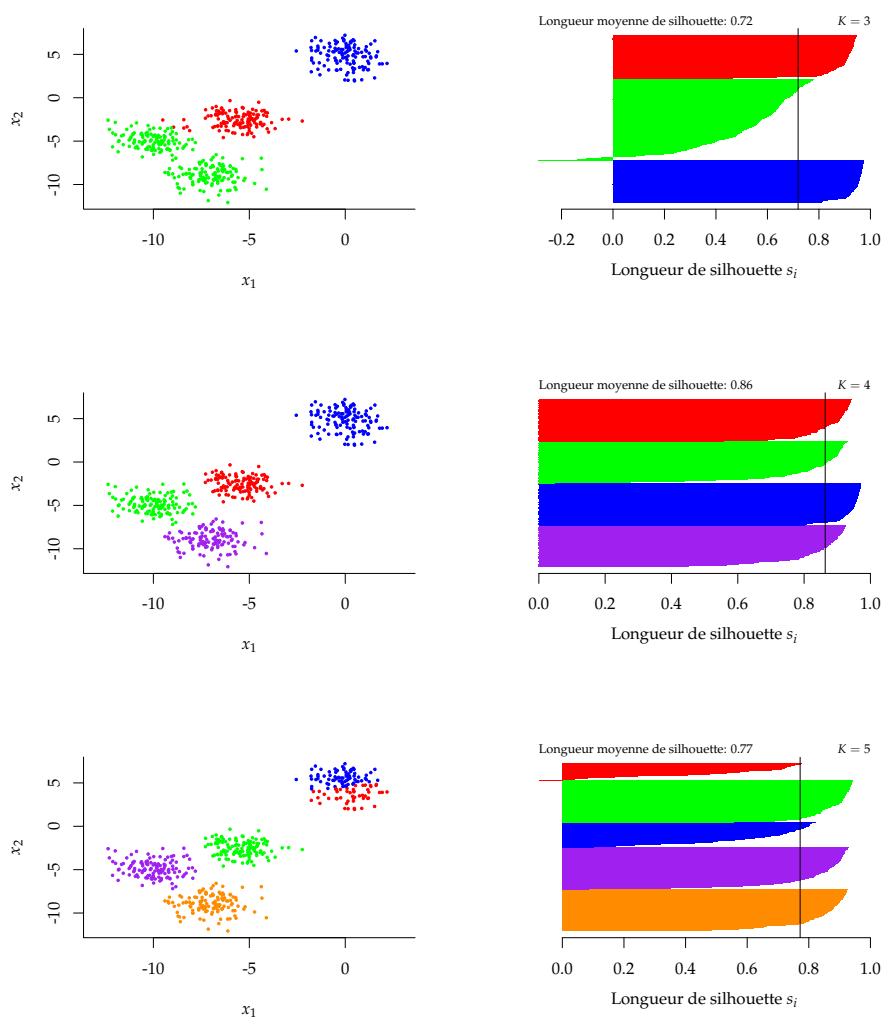 Longueur moyenne de silhouette: 0.72 K = 3
5
0
-5
-10
x2
-10 -5 0
x1
-0.2 0.0 0.2 0.4 0.6 0.8 1.0
Longueur de silhouette si
Longueur moyenne de silhouette: 0.86 K = 4
5
0
-5
-10
x2
-10 -5 0
x1
0.0 0.2 0.4 0.6 0.8 1.0
Longueur de silhouette si
Longueur moyenne de silhouette: 0.77 K = 5
5
0
-5
-10
x2
-10 -5 0
x1
0.0 0.2 0.4 0.6 0.8 1.0
Longueur de silhouette si